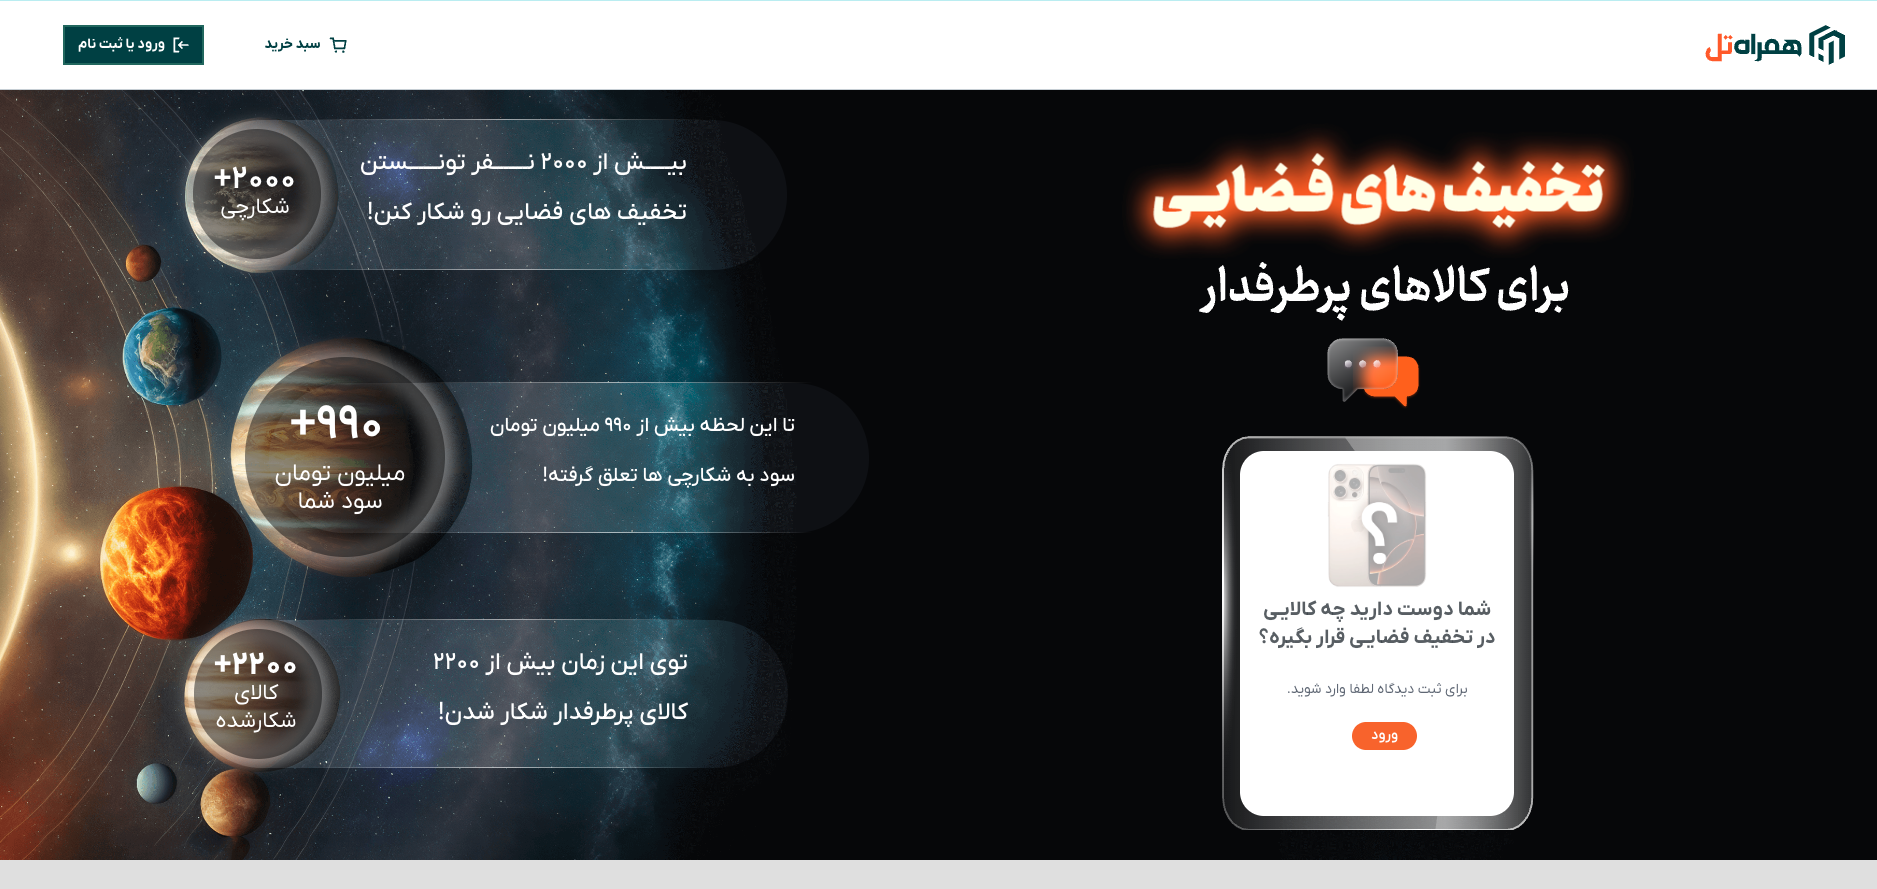 همراه‌تل
سبد خرید
ورود یا ثبت نام
تخفیف های فضایی
برای کالاهای پرطرفدار
؟
شما دوست دارید چه کالایی
در تخفیف فضایی قرار بگیره؟
برای ثبت دیدگاه لطفا وارد شوید.
ورود
بیـــش از ۲۰۰۰ نــــفر تونــــستن
تخفیف های فضایی رو شکار کنن!
+۲۰۰۰
شکارچی
تا این لحظه بیش از ۹۹۰ میلیون تومان
سود به شکارچی ها تعلق گرفته!
+۹۹۰
میلیون تومان
سود شما
توی این زمان بیش از ۲۲۰۰
کالای پرطرفدار شکار شدن!
+۲۲۰۰
کالای
شکارشده